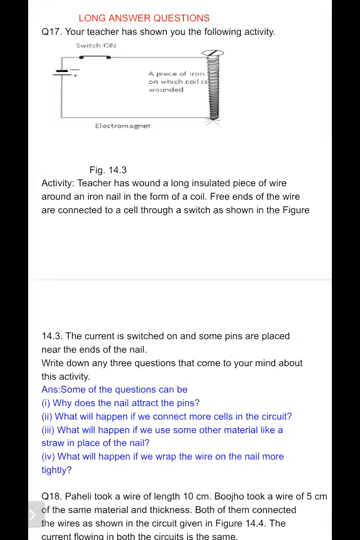 LONG ANSWER QUESTIONS
Q17. Your teacher has shown you the following activity.
Switch ON
A piece of iron
on which coil is
wounded
Electromagnet
Fig. 14.3
Activity: Teacher has wound a long insulated piece of wire
around an iron nail in the form of a coil. Free ends of the wire
are connected to a cell through a switch as shown in the Figure
14.3. The current is switched on and some pins are placed
near the ends of the nail.
Write down any three questions that come to your mind about
this activity.
Ans:Some of the questions can be
(i) Why does the nail attract the pins?
(ii) What will happen if we connect more cells in the circuit?
(iii) What will happen if we use some other material like a
straw in place of the nail?
(iv) What will happen if we wrap the wire on the nail more
tightly?
Q18. Paheli took a wire of length 10 cm. Boojho took a wire of 5 cm
of the same material and thickness. Both of them connected
the wires as shown in the circuit given in Figure 14.4. The
current flowing in both the circuits is the same.